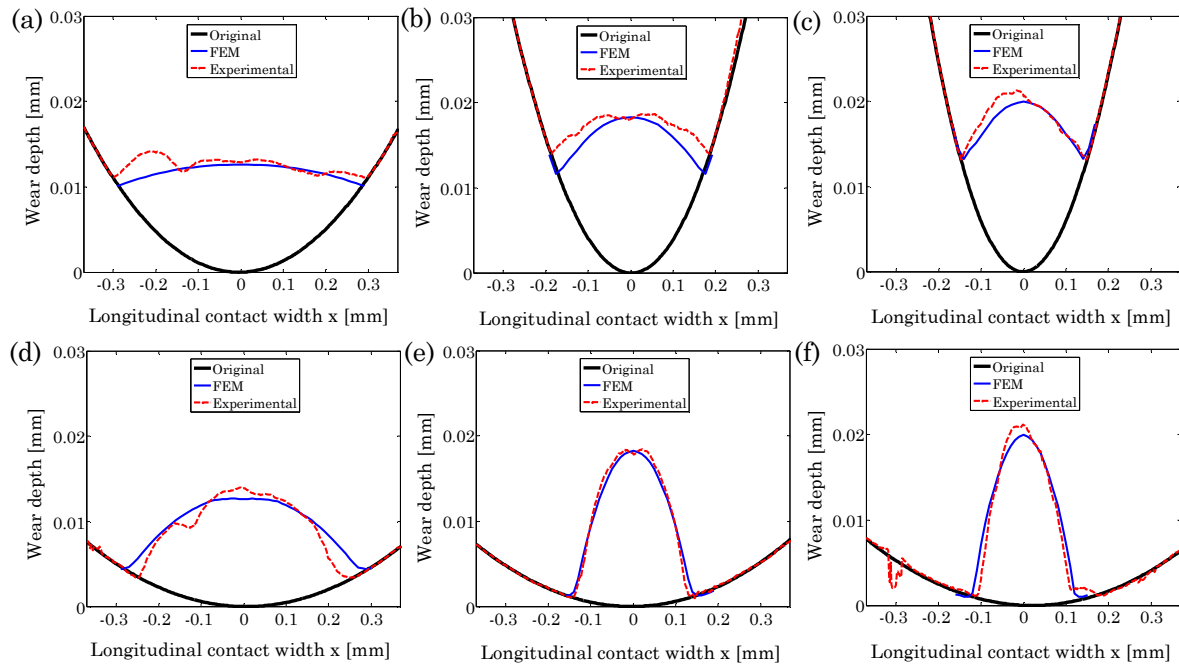 (a)
0.03
0.02
0.01
0
Wear depth [mm]
Original
FEM
Experimental
-0.3 -0.2 -0.1 0 0.1 0.2 0.3
Longitudinal contact width x [mm]
(b)
0.03
0.02
0.01
0
Wear depth [mm]
Original
FEM
Experimental
-0.3 -0.2 -0.1 0 0.1 0.2 0.3
Longitudinal contact width x [mm]
(c)
0.03
0.02
0.01
0
Wear depth [mm]
Original
FEM
Experimental
-0.3 -0.2 -0.1 0 0.1 0.2 0.3
Longitudinal contact width x [mm]
(d)
0.03
0.02
0.01
0
Wear depth [mm]
Original
FEM
Experimental
-0.3 -0.2 -0.1 0 0.1 0.2 0.3
Longitudinal contact width x [mm]
(e)
0.03
0.02
0.01
0
Wear depth [mm]
Original
FEM
Experimental
-0.3 -0.2 -0.1 0 0.1 0.2 0.3
Longitudinal contact width x [mm]
(f)
0.03
0.02
0.01
0
Wear depth [mm]
Original
FEM
Experimental
-0.3 -0.2 -0.1 0 0.1 0.2 0.3
Longitudinal contact width x [mm]